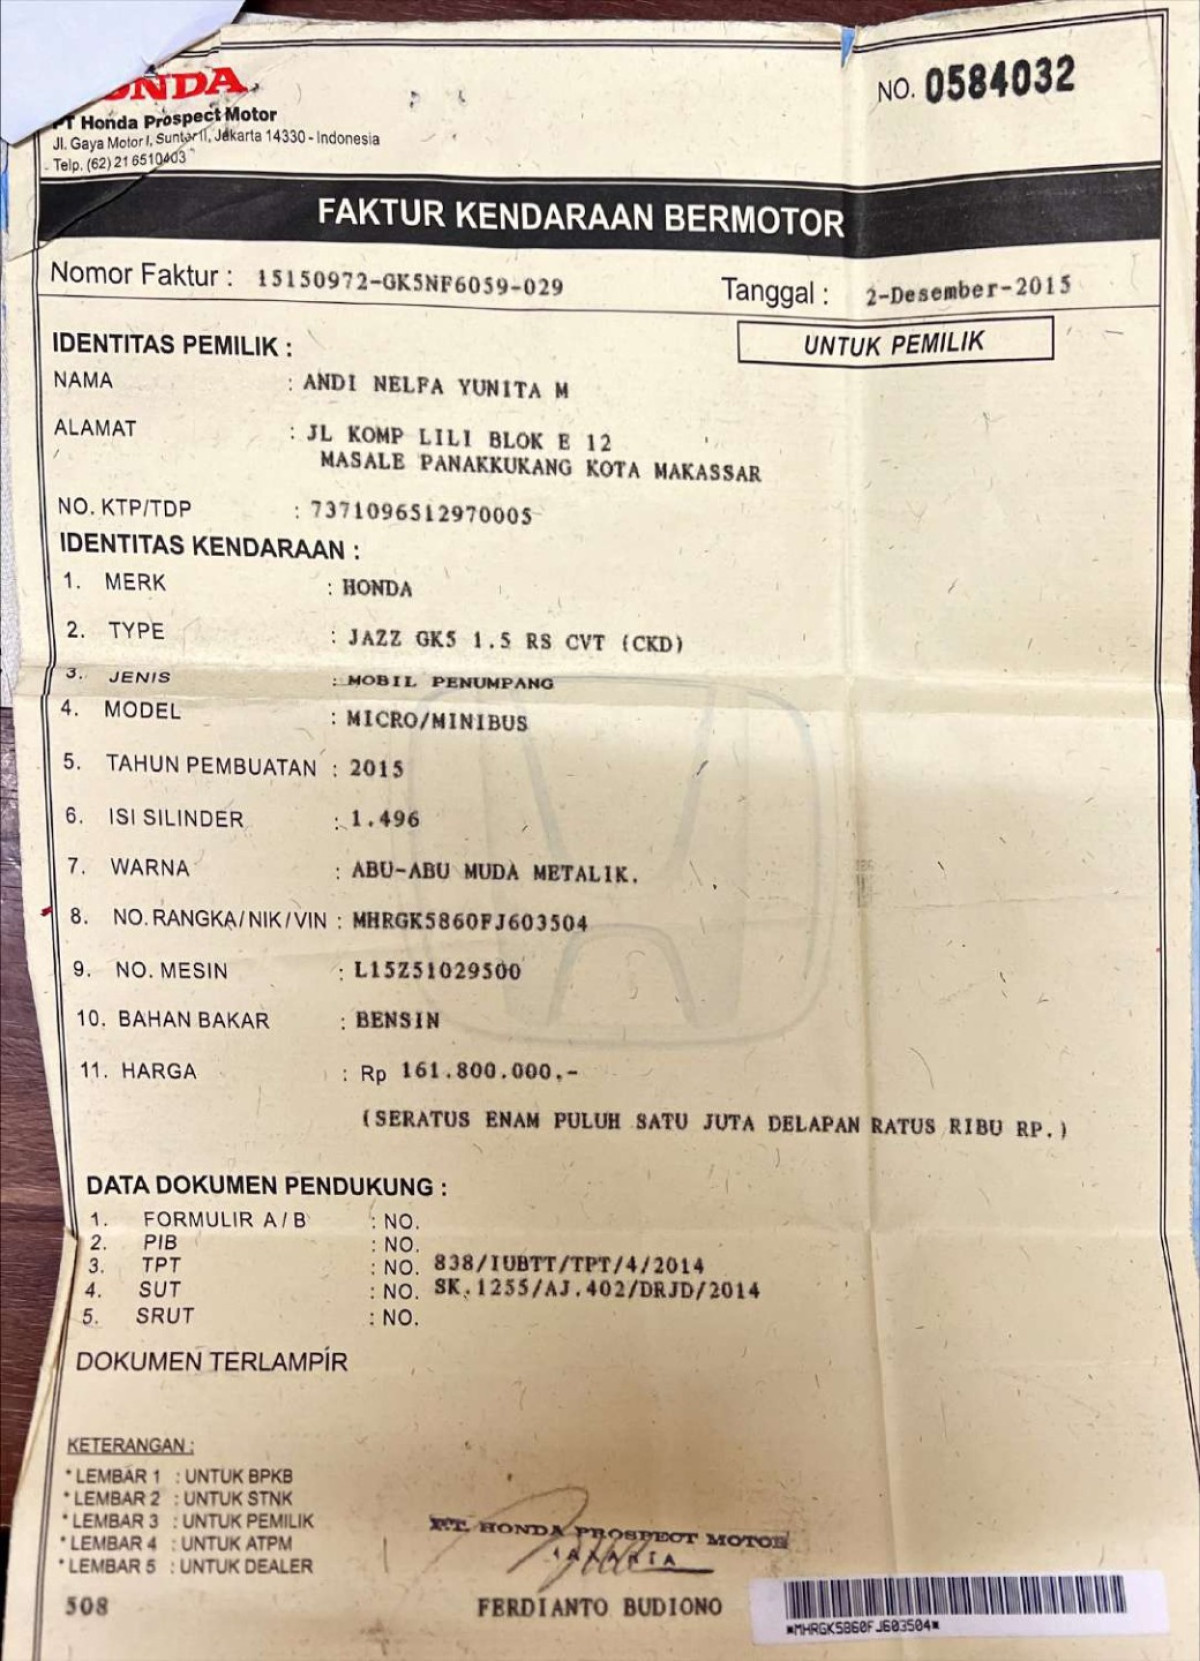 HONDA
PT Honda Prospect Motor
Jl. Gaya Motor I, Sunter II, Jakarta 14330 - Indonesia
Telp. (62) 21 6510403
NO. 0584032
FAKTUR KENDARAAN BERMOTOR
Nomor Faktur : 15150972-GK5NF6059-029 Tanggal : 2-Desember-2015
UNTUK PEMILIK
IDENTITAS PEMILIK :
NAMA : ANDI NELFA YUNITA M
ALAMAT : JL KOMP LILI BLOK E 12
MASALE PANAKKUKANG KOTA MAKASSAR
NO. KTP/TDP : 7371096512970005
IDENTITAS KENDARAAN :
1. MERK : HONDA
2. TYPE : JAZZ GK5 1.5 RS CVT (CKD)
3. JENIS : MOBIL PENUMPANG
4. MODEL : MICRO/MINIBUS
5. TAHUN PEMBUATAN : 2015
6. ISI SILINDER : 1.496
7. WARNA : ABU-ABU MUDA METALIK.
8. NO. RANGKA/NIK/VIN : MHRGK5860FJ603504
9. NO. MESIN : L15Z51029500
10. BAHAN BAKAR : BENSIN
11. HARGA : Rp 161.800.000,-
(SERATUS ENAM PULUH SATU JUTA DELAPAN RATUS RIBU RP.)
DATA DOKUMEN PENDUKUNG :
1. FORMULIR A/B : NO.
2. PIB : NO.
3. TPT : NO. 838/IUBTT/TPT/4/2014
4. SUT : NO. SK.1255/AJ.402/DRJD/2014
5. SRUT : NO.
DOKUMEN TERLAMPIR
KETERANGAN :
* LEMBAR 1 : UNTUK BPKB
* LEMBAR 2 : UNTUK STNK
* LEMBAR 3 : UNTUK PEMILIK
* LEMBAR 4 : UNTUK ATPM
* LEMBAR 5 : UNTUK DEALER
P.T. HONDA PROSPECT MOTOR
JAKARTA
508 FERDIANTO BUDIONO
*MHRGK5860FJ603504*